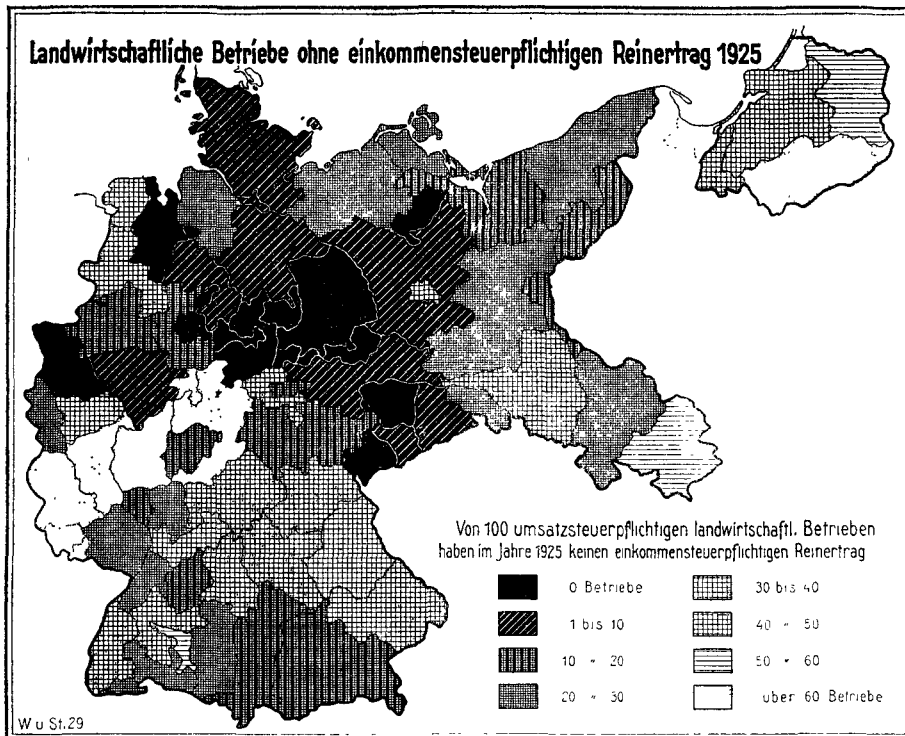 Landwirtschaftliche Betriebe ohne einkommensteuerpflichtigen Reinertrag 1925
Von 100 umsatzsteuerpflichtigen landwirtschaftl. Betrieben
haben im Jahre 1925 keinen einkommensteuerpflichtigen Reinertrag
0 Betriebe
1 bis 10
10 " 20
20 " 30
30 bis 40
40 " 50
50 " 60
über 60 Betriebe
W u St.29